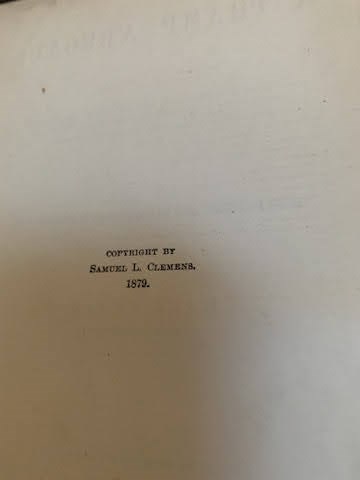 COPYRIGHT BY
SAMUEL L. CLEMENS.
1879.